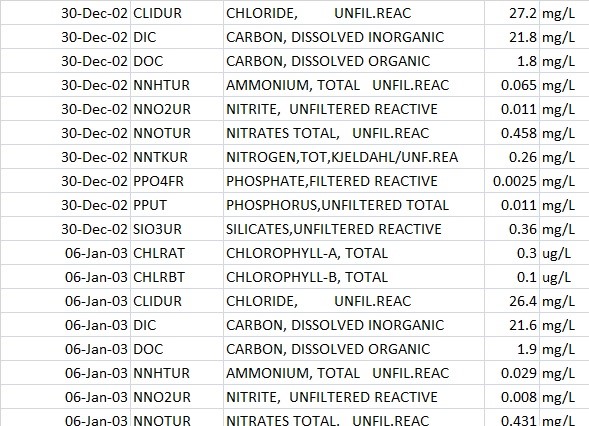 30-Dec-02 CLIDUR CHLORIDE, UNFIL.REAC 27.2 mg/L
30-Dec-02 DIC CARBON, DISSOLVED INORGANIC 21.8 mg/L
30-Dec-02 DOC CARBON, DISSOLVED ORGANIC 1.8 mg/L
30-Dec-02 NNHTUR AMMONIUM, TOTAL UNFIL.REAC 0.065 mg/L
30-Dec-02 NNO2UR NITRITE, UNFILTERED REACTIVE 0.011 mg/L
30-Dec-02 NNOTUR NITRATES TOTAL, UNFIL.REAC 0.458 mg/L
30-Dec-02 NNTKUR NITROGEN,TOT,KJELDAHL/UNF.REA 0.26 mg/L
30-Dec-02 PPO4FR PHOSPHATE,FILTERED REACTIVE 0.0025 mg/L
30-Dec-02 PPUT PHOSPHORUS,UNFILTERED TOTAL 0.011 mg/L
30-Dec-02 SIO3UR SILICATES,UNFILTERED REACTIVE 0.36 mg/L
06-Jan-03 CHLRAT CHLOROPHYLL-A, TOTAL 0.3 ug/L
06-Jan-03 CHLRBT CHLOROPHYLL-B, TOTAL 0.1 ug/L
06-Jan-03 CLIDUR CHLORIDE, UNFIL.REAC 26.4 mg/L
06-Jan-03 DIC CARBON, DISSOLVED INORGANIC 21.6 mg/L
06-Jan-03 DOC CARBON, DISSOLVED ORGANIC 1.9 mg/L
06-Jan-03 NNHTUR AMMONIUM, TOTAL UNFIL.REAC 0.029 mg/L
06-Jan-03 NNO2UR NITRITE, UNFILTERED REACTIVE 0.008 mg/L
06-Jan-03 NNOTUR NITRATES TOTAL, UNFIL.REAC 0.431 mg/L